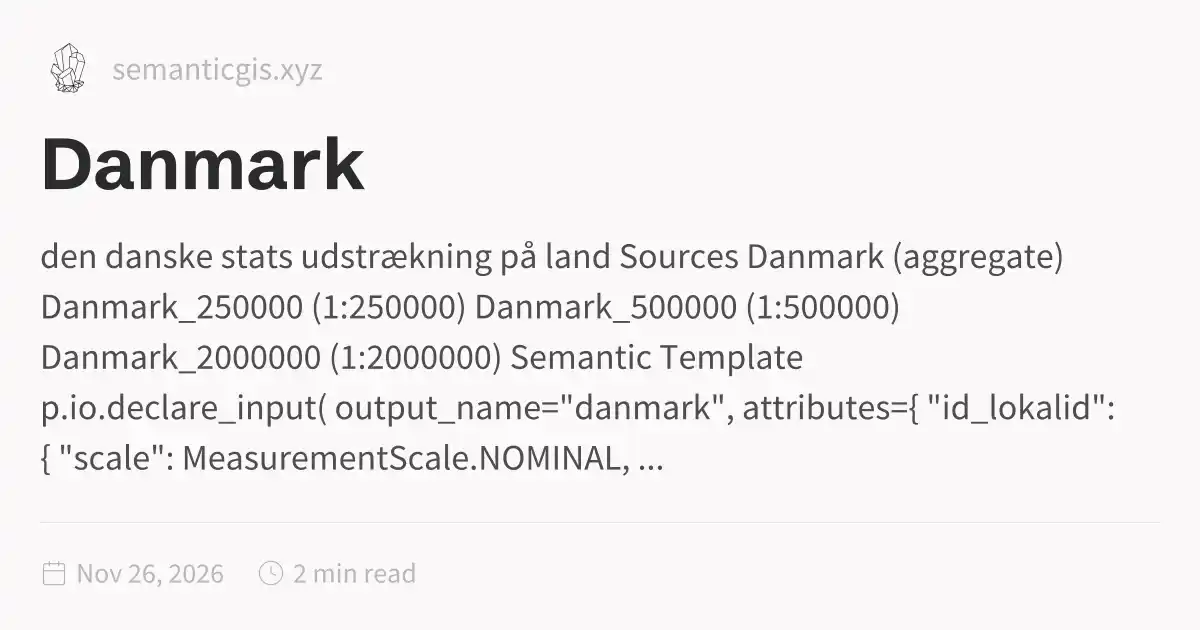 semanticgis.xyz
Danmark
den danske stats udstrækning på land Sources Danmark (aggregate)
Danmark_250000 (1:250000) Danmark_500000 (1:500000)
Danmark_2000000 (1:2000000) Semantic Template
p.io.declare_input( output_name="danmark", attributes={ "id_lokalid":
{ "scale": MeasurementScale.NOMINAL, ...
Nov 26, 2026 2 min read